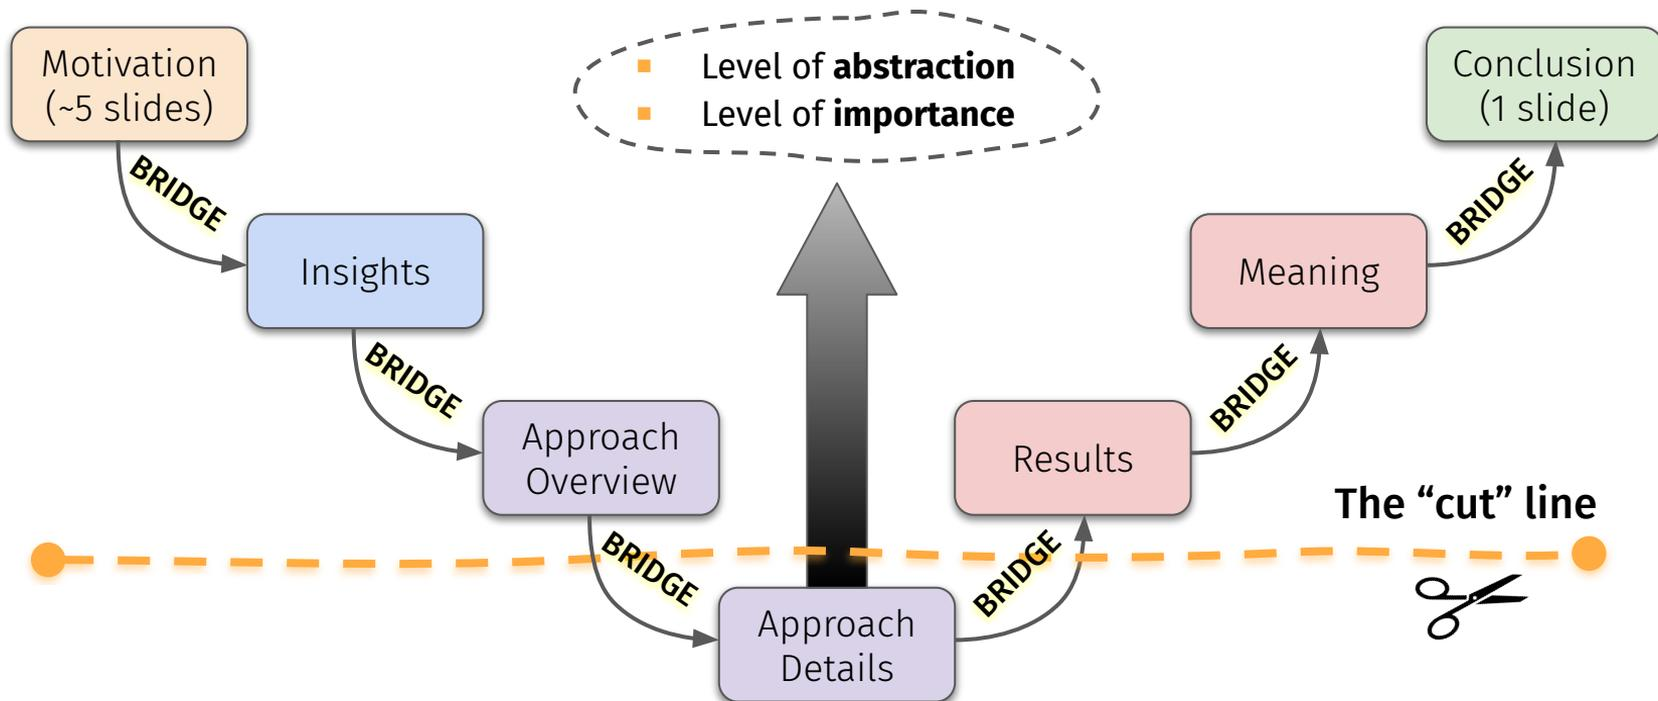 Motivation
(~5 slides)
Level of abstraction
Level of importance
Conclusion
(1 slide)
BRIDGE
BRIDGE
Insights
Meaning
BRIDGE
BRIDGE
Approach
Overview
Results
The “cut” line
BRIDGE
BRIDGE
Approach
Details